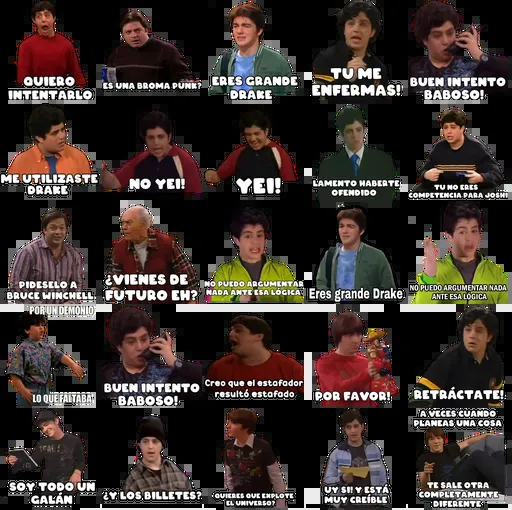 QUIERO
INTENTARLO
ES UNA BROMA PUNK?
ERES GRANDE
DRAKE
TU ME
ENFERMAS!
BUEN INTENTO
BABOSO!
ME UTILIZASTE
DRAKE
NO YEI!
YEI!
LAMENTO HABERTE
OFENDIDO
TU NO ERES
COMPETENCIA PARA JOSH!
PIDESELO A
BRUCE WINCHELL.
¿VIENES DE
FUTURO EH?
NO PUEDO ARGUMENTAR
NADA ANTE ESA LÓGICA.
Eres grande Drake.
NO PUEDO ARGUMENTAR NADA
ANTE ESA LÓGICA
POR UN DEMONIO
LO QUE FALTABA!
BUEN INTENTO
BABOSO!
Creo que el estafador
resultó estafado
POR FAVOR!
RETRÁCTATE!
SOY TODO UN
GALÁN
¿Y LOS BILLETES?
¿QUIERES QUE EXPLOTE
EL UNIVERSO?
UY SI! Y ESTÁ
MUY CREÍBLE
A VECES CUANDO
PLANEAS UNA COSA
TE SALE OTRA
COMPLETAMENTE
DIFERENTE